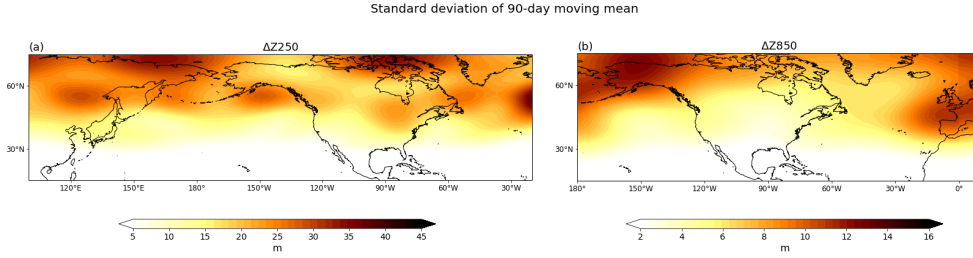 Standard deviation of 90-day moving mean
(a) ΔZ250
60°N
30°N
120°E 150°E 180° 150°W 120°W 90°W 60°W 30°W
5 10 15 20 25 30 35 40 45
m
(b) ΔZ850
60°N
30°N
180° 150°W 120°W 90°W 60°W 30°W 0°
2 4 6 8 10 12 14 16
m